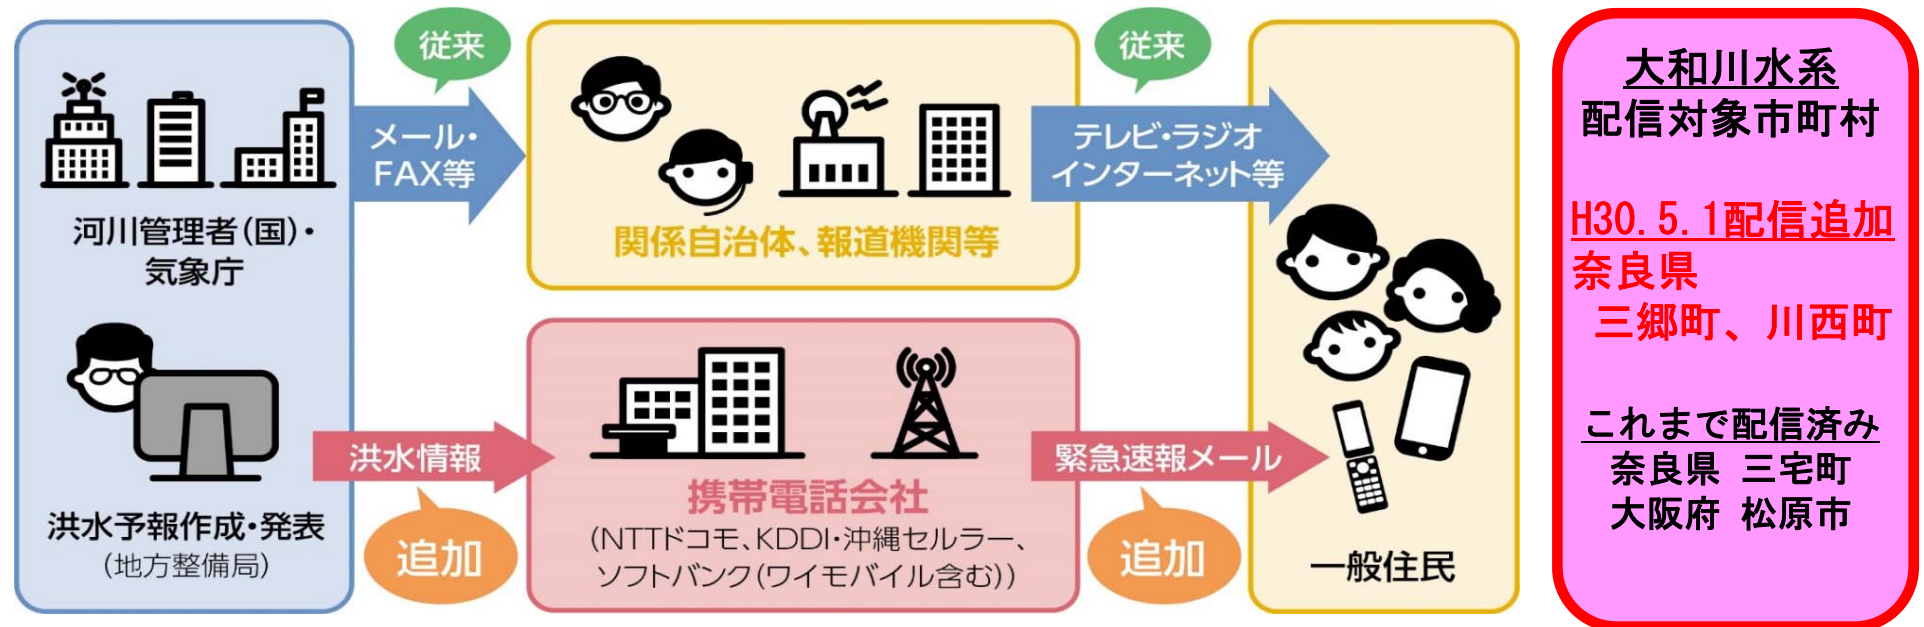 従来
メール・
FAX等
河川管理者(国)・
気象庁
洪水予報作成・発表
(地方整備局)
関係自治体、報道機関等
従来
テレビ・ラジオ
インターネット等
洪水情報
追加
携帯電話会社
(NTTドコモ、KDDI・沖縄セルラー、
ソフトバンク(ワイモバイル含む))
緊急速報メール
追加
一般住民
大和川水系
配信対象市町村
H30.5.1配信追加
奈良県
三郷町、川西町
これまで配信済み
奈良県 三宅町
大阪府 松原市